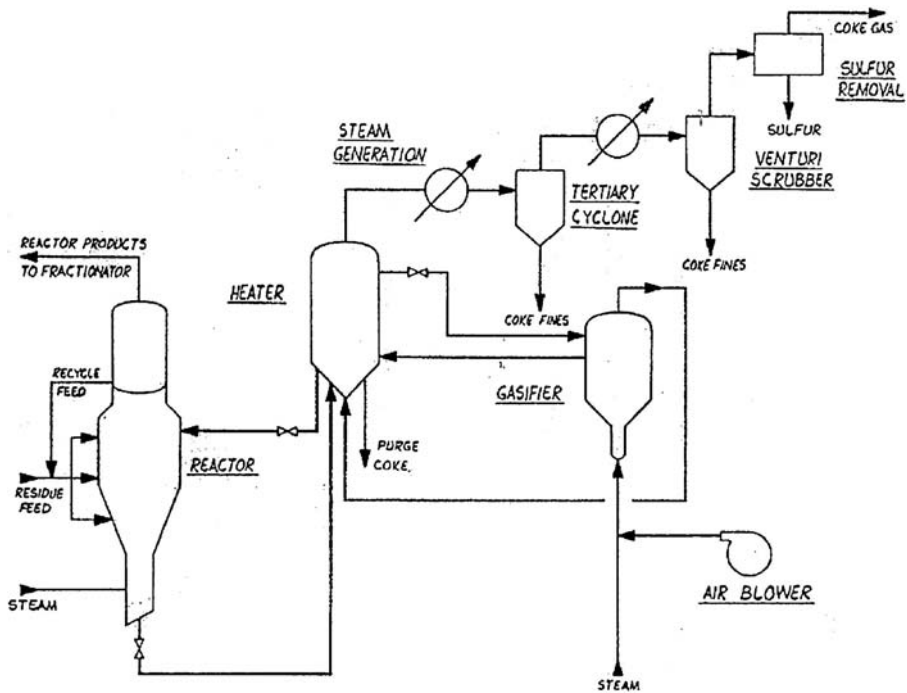 COKE GAS
SULFUR
REMOVAL
SULFUR
STEAM
GENERATION
VENTURI
SCRUBBER
TERTIARY
CYCLONE
REACTOR PRODUCTS
TO FRACTIONATOR
COKE FINES
HEATER
COKE FINES
RECYCLE
FEED
GASIFIER
PURGE
COKE.
REACTOR
RESIDUE
FEED
AIR BLOWER
STEAM
STEAM